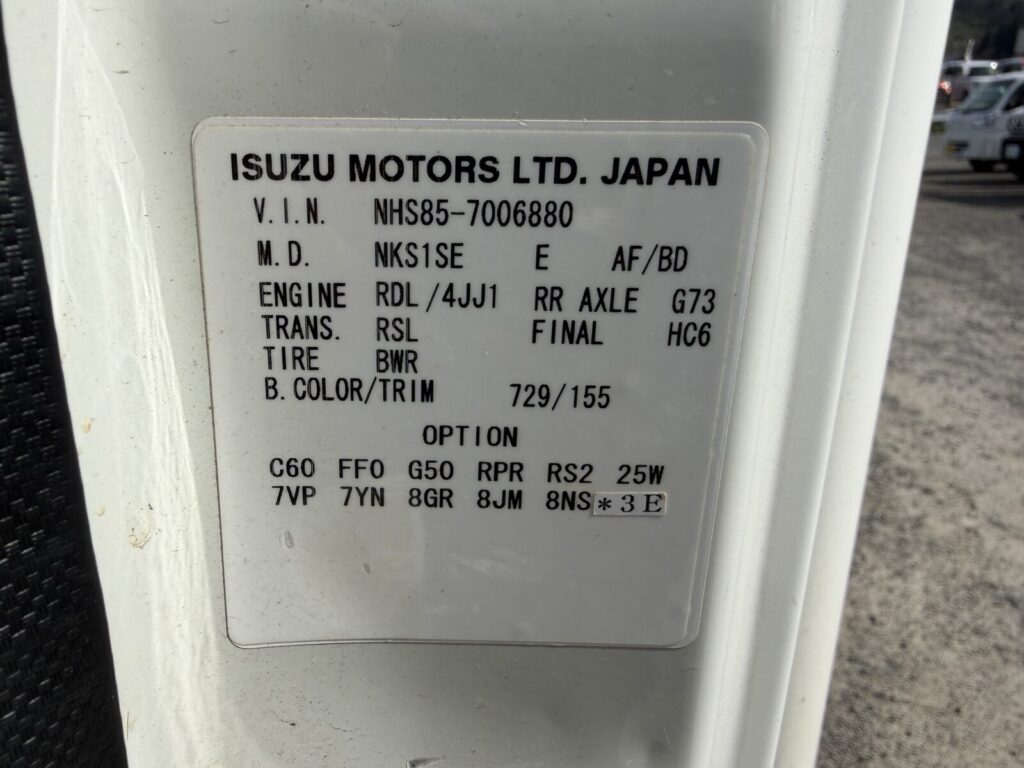 ISUZU MOTORS LTD. JAPAN
V.I.N. NHS85-7006880
M.D. NKS1SE E AF/BD
ENGINE RDL/4JJ1 RR AXLE G73
TRANS. RSL FINAL HC6
TIRE BWR
B.COLOR/TRIM 729/155
OPTION
C60 FF0 G50 RPR RS2 25W
7VP 7YN 8GR 8JM 8NS *3E